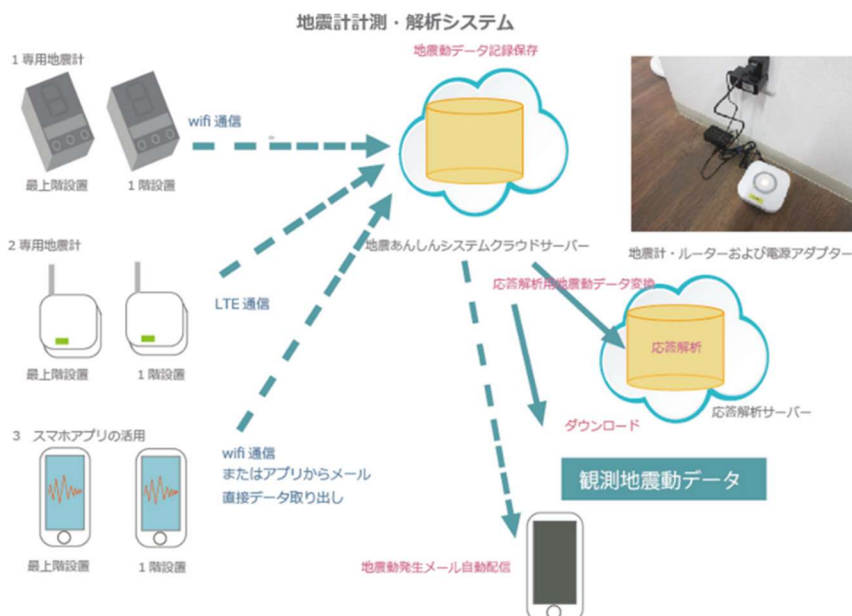 地震計計測・解析システム
地震動データ記録保存
1 専用地震計
wifi 通信
最上階設置
1 階設置
地震あんしんシステムクラウドサーバー
地震計・ルーターおよび電源アダプター
2 専用地震計
LTE 通信
応答解析用地震動データ変換
最上階設置
1 階設置
応答解析
応答解析サーバー
3 スマホアプリの活用
ダウンロード
wifi 通信
またはアプリからメール
直接データ取り出し
観測地震動データ
最上階設置
1 階設置
地震動発生メール自動配信